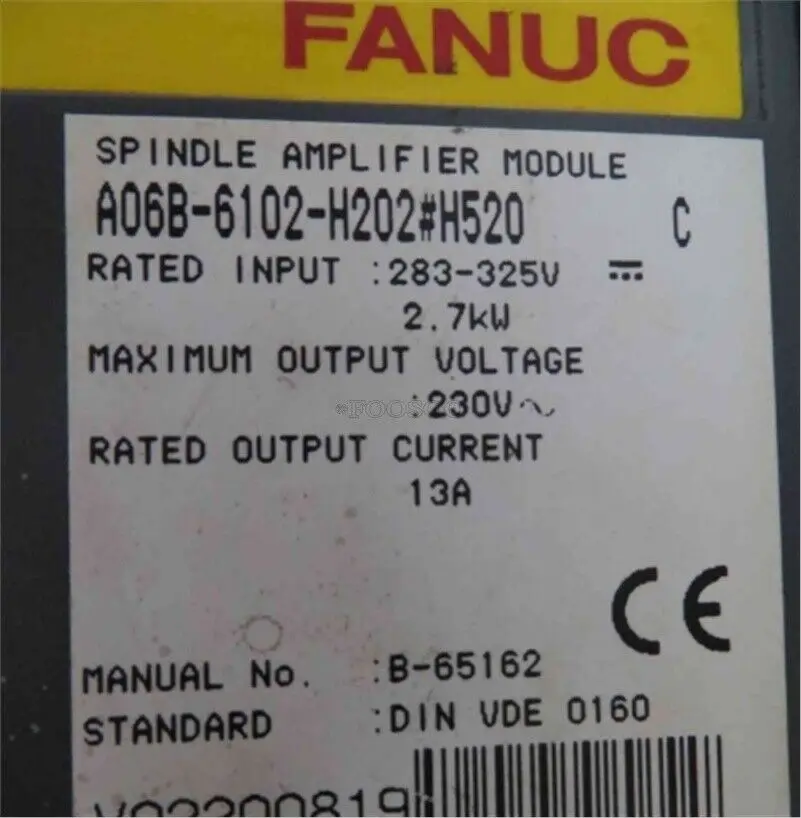 FANUC
SPINDLE AMPLIFIER MODULE
A06B-6102-H202#H520 C
RATED INPUT :283-325V ⎓
2.7kW
MAXIMUM OUTPUT VOLTAGE
:230V~
RATED OUTPUT CURRENT
13A
CE
MANUAL No. :B-65162
STANDARD :DIN VDE 0160
V02200819